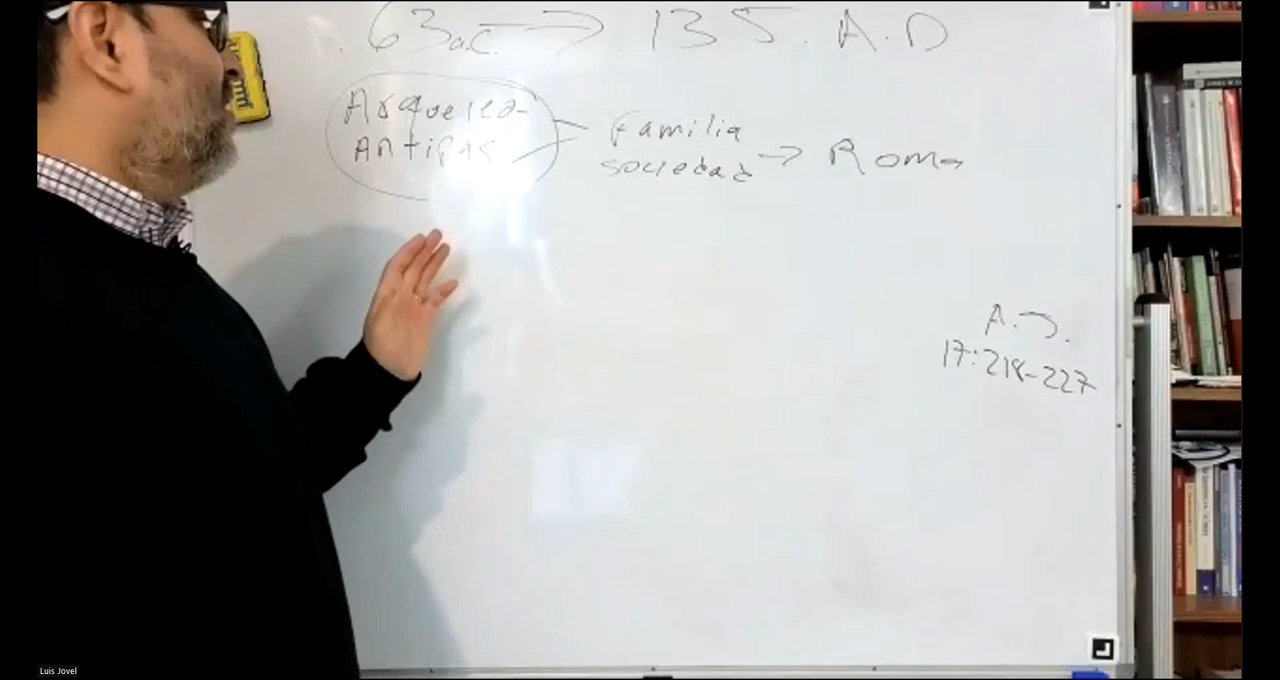 63 a.C. → 135. A.D
Arquelao-
Antipas
Familia
sociedad → Roma
A.J.
17:218-227
Luis Jovel